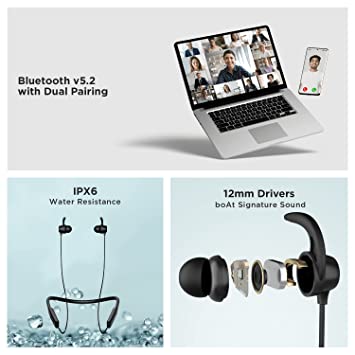 Bluetooth v5.2
with Dual Pairing
IPX6
Water Resistance
12mm Drivers
boAt Signature Sound